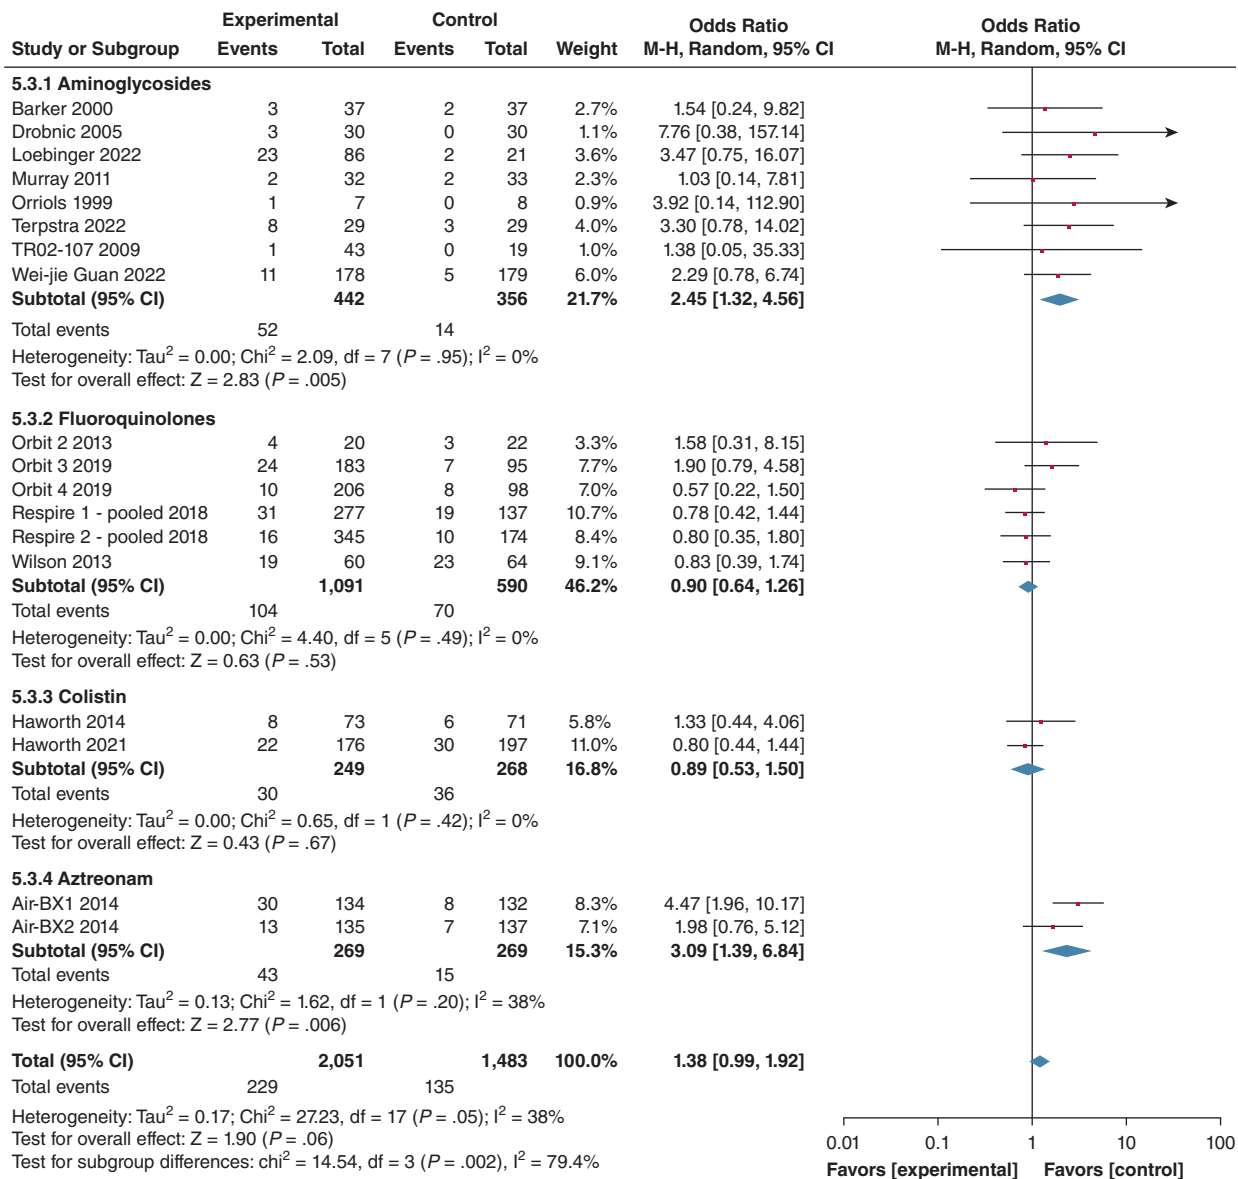 Experimental Control Odds Ratio Odds Ratio
Study or Subgroup Events Total Events Total Weight M-H, Random, 95% CI M-H, Random, 95% CI
5.3.1 Aminoglycosides
Barker 2000 3 37 2 37 2.7% 1.54 [0.24, 9.82]
Drobnic 2005 3 30 0 30 1.1% 7.76 [0.38, 157.14]
Loebinger 2022 23 86 2 21 3.6% 3.47 [0.75, 16.07]
Murray 2011 2 32 2 33 2.3% 1.03 [0.14, 7.81]
Orriols 1999 1 7 0 8 0.9% 3.92 [0.14, 112.90]
Terpstra 2022 8 29 3 29 4.0% 3.30 [0.78, 14.02]
TR02-107 2009 1 43 0 19 1.0% 1.38 [0.05, 35.33]
Wei-jie Guan 2022 11 178 5 179 6.0% 2.29 [0.78, 6.74]
Subtotal (95% CI) 442 356 21.7% 2.45 [1.32, 4.56]
Total events 52 14
Heterogeneity: Tau² = 0.00; Chi² = 2.09, df = 7 (P = .95); I² = 0%
Test for overall effect: Z = 2.83 (P = .005)
5.3.2 Fluoroquinolones
Orbit 2 2013 4 20 3 22 3.3% 1.58 [0.31, 8.15]
Orbit 3 2019 24 183 7 95 7.7% 1.90 [0.79, 4.58]
Orbit 4 2019 10 206 8 98 7.0% 0.57 [0.22, 1.50]
Respire 1 - pooled 2018 31 277 19 137 10.7% 0.78 [0.42, 1.44]
Respire 2 - pooled 2018 16 345 10 174 8.4% 0.80 [0.35, 1.80]
Wilson 2013 19 60 23 64 9.1% 0.83 [0.39, 1.74]
Subtotal (95% CI) 1,091 590 46.2% 0.90 [0.64, 1.26]
Total events 104 70
Heterogeneity: Tau² = 0.00; Chi² = 4.40, df = 5 (P = .49); I² = 0%
Test for overall effect: Z = 0.63 (P = .53)
5.3.3 Colistin
Haworth 2014 8 73 6 71 5.8% 1.33 [0.44, 4.06]
Haworth 2021 22 176 30 197 11.0% 0.80 [0.44, 1.44]
Subtotal (95% CI) 249 268 16.8% 0.89 [0.53, 1.50]
Total events 30 36
Heterogeneity: Tau² = 0.00; Chi² = 0.65, df = 1 (P = .42); I² = 0%
Test for overall effect: Z = 0.43 (P = .67)
5.3.4 Aztreonam
Air-BX1 2014 30 134 8 132 8.3% 4.47 [1.96, 10.17]
Air-BX2 2014 13 135 7 137 7.1% 1.98 [0.76, 5.12]
Subtotal (95% CI) 269 269 15.3% 3.09 [1.39, 6.84]
Total events 43 15
Heterogeneity: Tau² = 0.13; Chi² = 1.62, df = 1 (P = .20); I² = 38%
Test for overall effect: Z = 2.77 (P = .006)
Total (95% CI) 2,051 1,483 100.0% 1.38 [0.99, 1.92]
Total events 229 135
Heterogeneity: Tau² = 0.17; Chi² = 27.23, df = 17 (P = .05); I² = 38%
Test for overall effect: Z = 1.90 (P = .06)
Test for subgroup differences: chi² = 14.54, df = 3 (P = .002), I² = 79.4%
0.01 0.1 1 10 100
Favors [experimental] Favors [control]